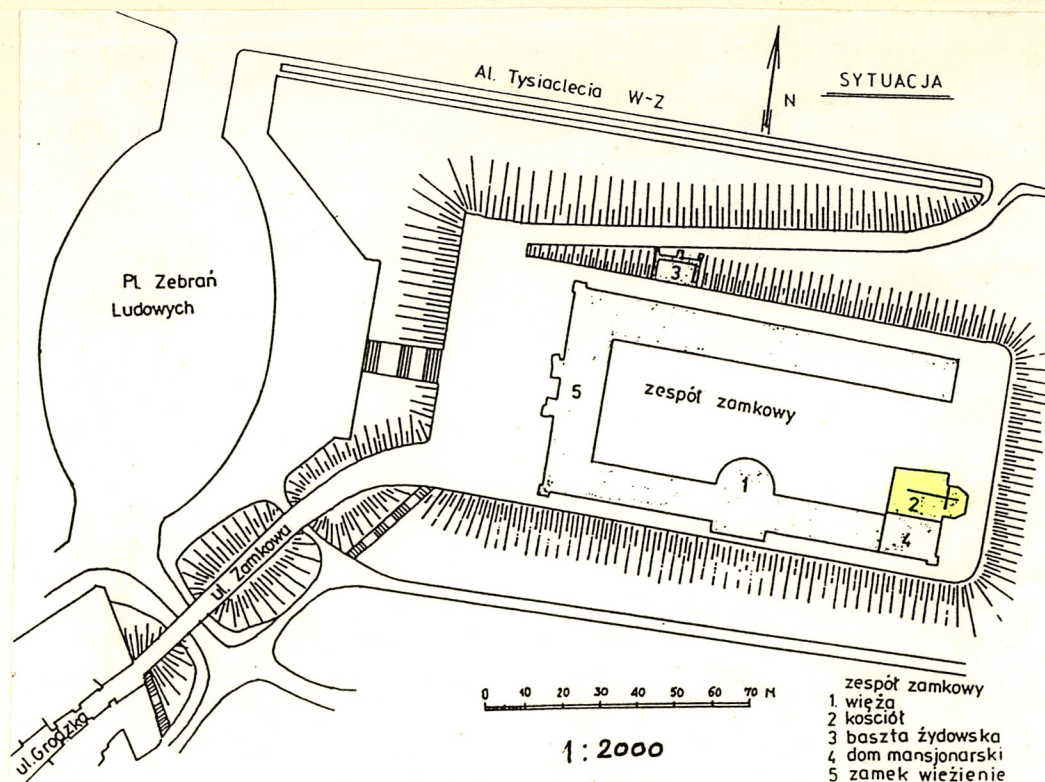 Al. Tysiaclecia W-Z
N
SYTUACJA
Pl. Zebrań
Ludowych
3
5
zespół zamkowy
1
2
4
ul. Zamkowa
ul. Grodzka
0 10 20 30 40 50 60 70 M
1:2000
zespół zamkowy
1. wieża
2 kościół
3 baszta żydowska
4 dom mansjonarski
5 zamek wieżienie